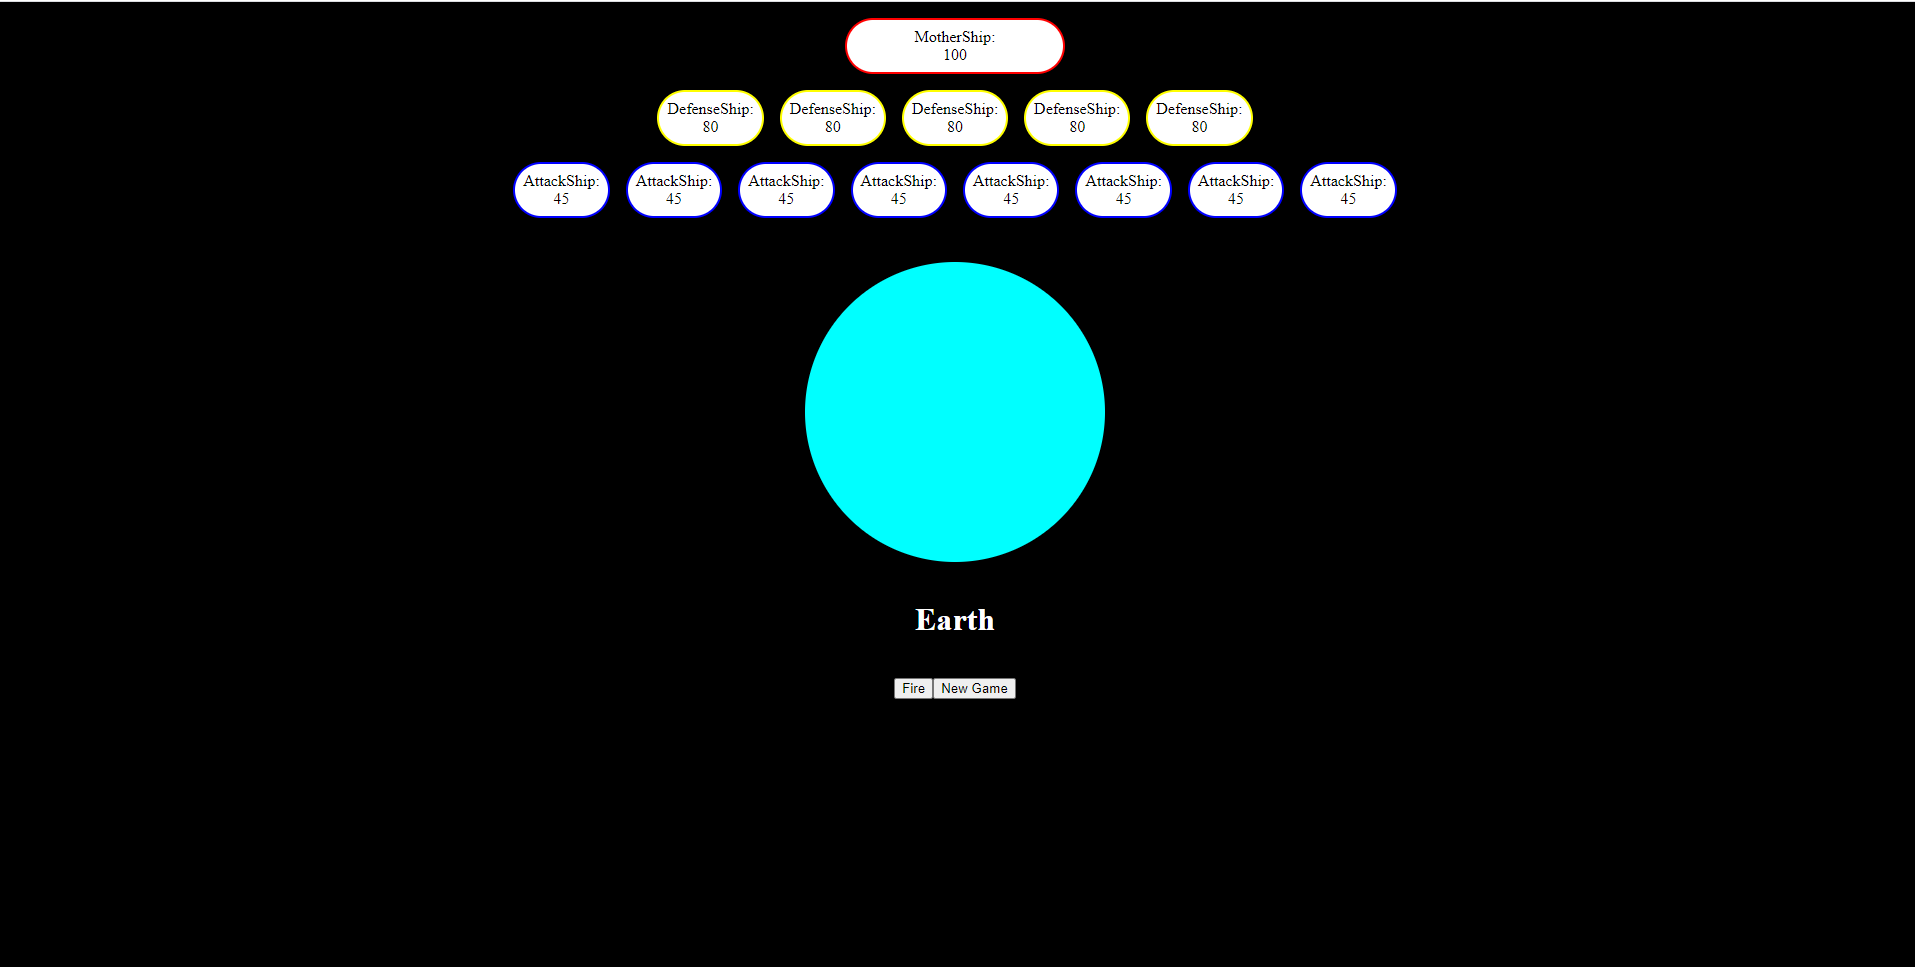 MotherShip:
100
DefenseShip: DefenseShip: DefenseShip: DefenseShip: DefenseShip:
80 80 80 80 80
AttackShip: AttackShip: AttackShip: AttackShip: AttackShip: AttackShip: AttackShip: AttackShip:
45 45 45 45 45 45 45 45
Earth
Fire New Game